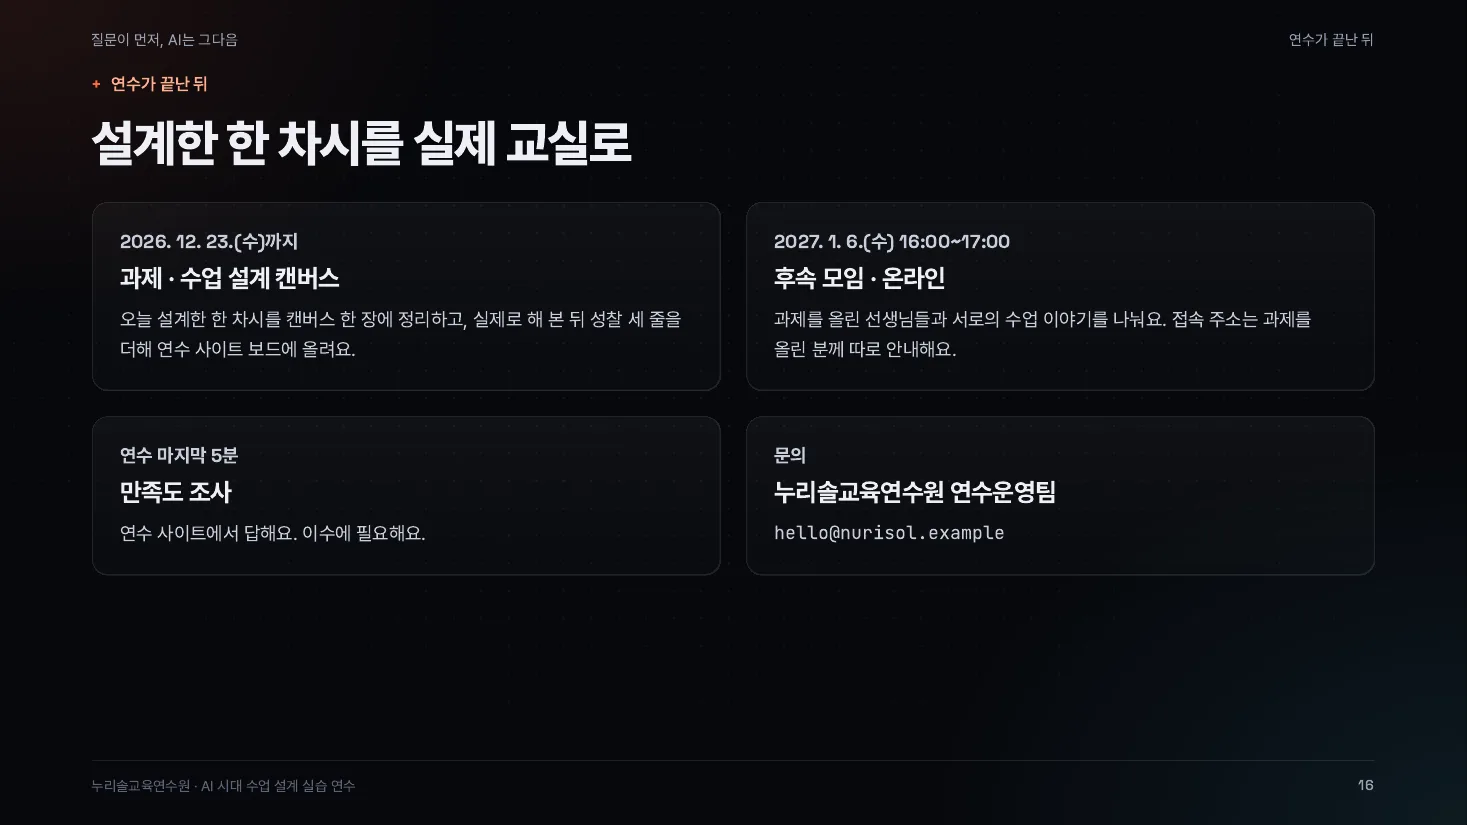 질문이 먼저, AI는 그다음
연수가 끝난 뒤
+ 연수가 끝난 뒤
설계한 한 차시를 실제 교실로
2026. 12. 23.(수)까지
과제 · 수업 설계 캔버스
오늘 설계한 한 차시를 캔버스 한 장에 정리하고, 실제로 해 본 뒤 성찰 세 줄을
더해 연수 사이트 보드에 올려요.
2027. 1. 6.(수) 16:00~17:00
후속 모임 · 온라인
과제를 올린 선생님들과 서로의 수업 이야기를 나눠요. 접속 주소는 과제를
올린 분께 따로 안내해요.
연수 마지막 5분
만족도 조사
연수 사이트에서 답해요. 이수에 필요해요.
문의
누리솔교육연수원 연수운영팀
hello@nurisol.example
누리솔교육연수원 · AI 시대 수업 설계 실습 연수
16